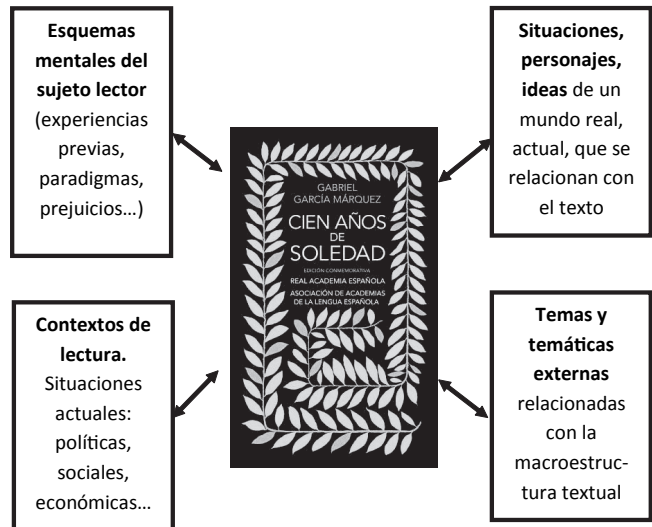 Esquemas
mentales del
sujeto lector
(experiencias
previas,
paradigmas,
prejuicios...)
Situaciones,
personajes,
ideas de un
mundo real,
actual, que se
relacionan con
el texto
GABRIEL
GARCÍA MÁRQUEZ
CIEN AÑOS
DE
SOLEDAD
EDICIÓN CONMEMORATIVA
REAL ACADEMIA ESPAÑOLA
ASOCIACIÓN DE ACADEMIAS
DE LA LENGUA ESPAÑOLA
Contextos de
lectura.
Situaciones
actuales:
políticas,
sociales,
económicas...
Temas y
temáticas
externas
relacionadas
con la
macroestruc-
tura textual